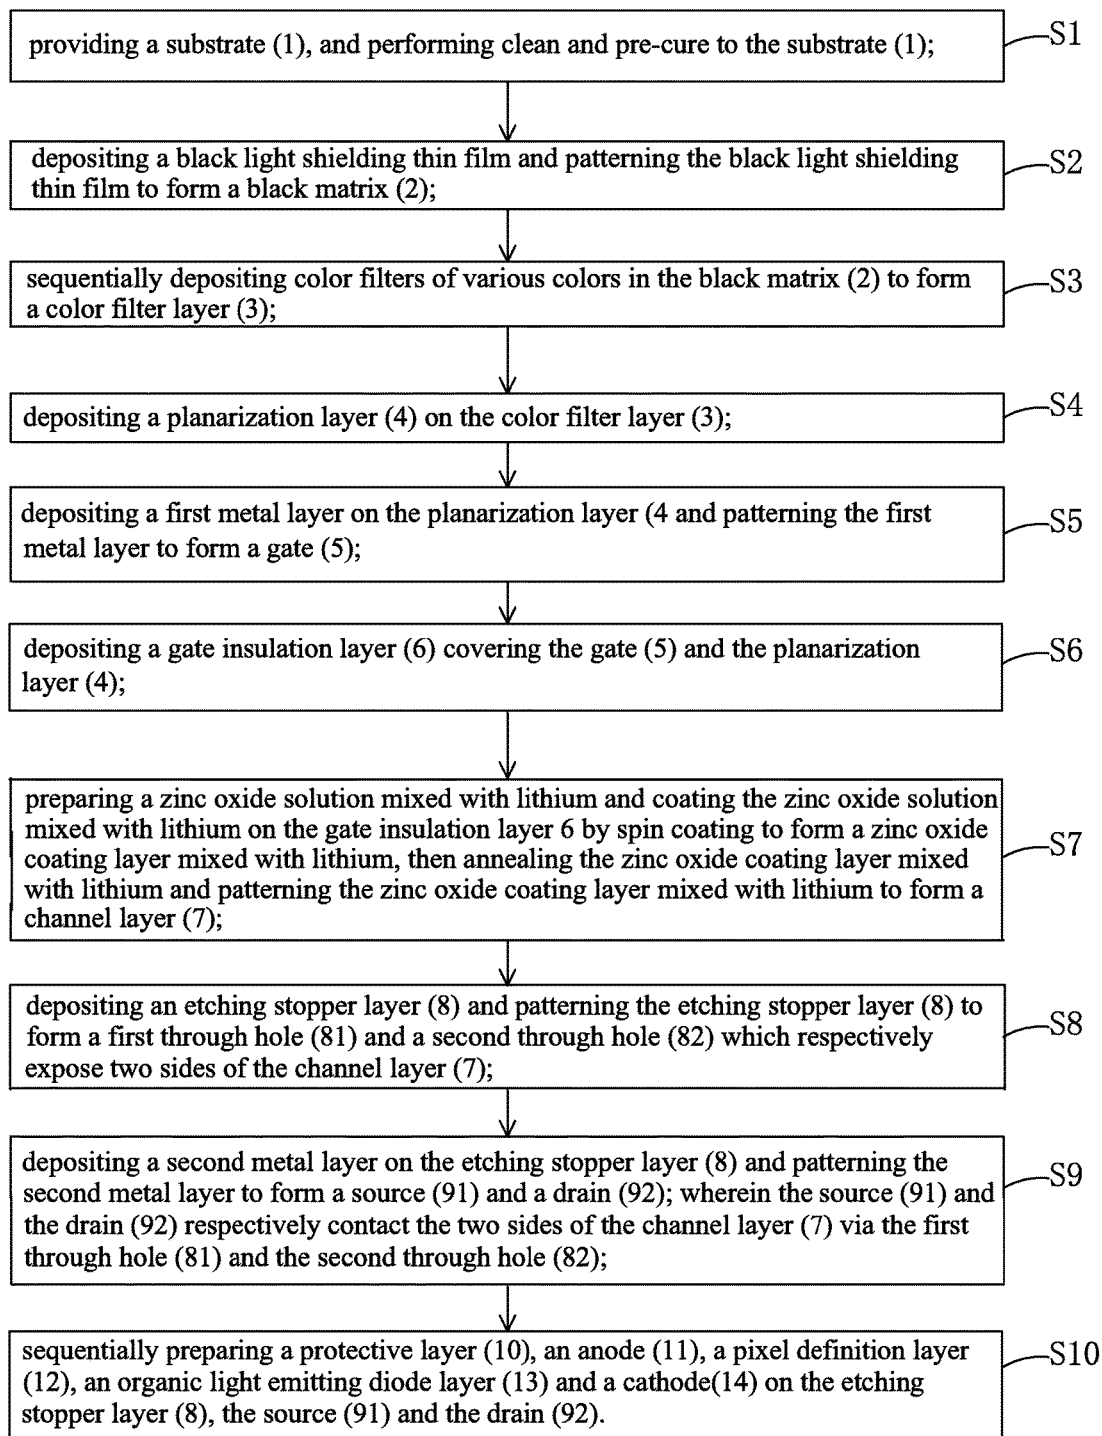 providing a substrate (1), and performing clean and pre-cure to the substrate (1);
S1
depositing a black light shielding thin film and patterning the black light shielding
thin film to form a black matrix (2);
S2
sequentially depositing color filters of various colors in the black matrix (2) to form
a color filter layer (3);
S3
depositing a planarization layer (4) on the color filter layer (3);
S4
depositing a first metal layer on the planarization layer (4 and patterning the first
metal layer to form a gate (5);
S5
depositing a gate insulation layer (6) covering the gate (5) and the planarization
layer (4);
S6
preparing a zinc oxide solution mixed with lithium and coating the zinc oxide solution
mixed with lithium on the gate insulation layer 6 by spin coating to form a zinc oxide
coating layer mixed with lithium, then annealing the zinc oxide coating layer mixed
with lithium and patterning the zinc oxide coating layer mixed with lithium to form a
channel layer (7);
S7
depositing an etching stopper layer (8) and patterning the etching stopper layer (8) to
form a first through hole (81) and a second through hole (82) which respectively
expose two sides of the channel layer (7);
S8
depositing a second metal layer on the etching stopper layer (8) and patterning the
second metal layer to form a source (91) and a drain (92); wherein the source (91) and
the drain (92) respectively contact the two sides of the channel layer (7) via the first
through hole (81) and the second through hole (82);
S9
sequentially preparing a protective layer (10), an anode (11), a pixel definition layer
(12), an organic light emitting diode layer (13) and a cathode(14) on the etching
stopper layer (8), the source (91) and the drain (92).
S10